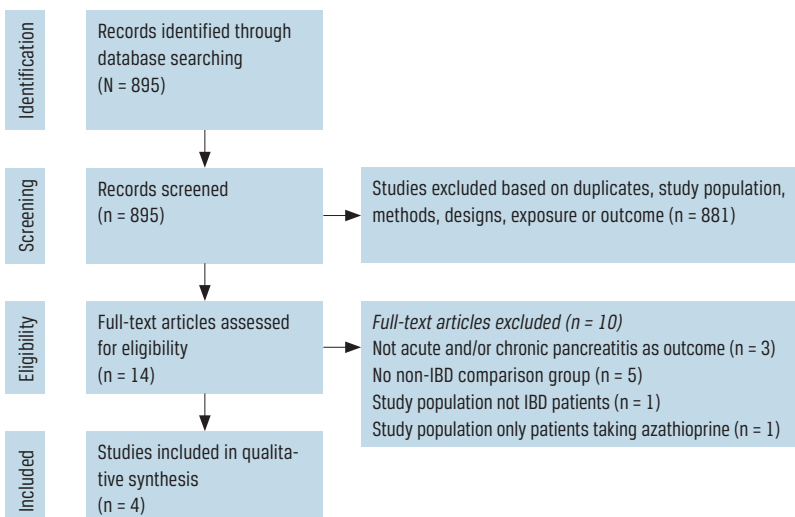 Identification
Records identified through
database searching
(N = 895)
Screening
Records screened
(n = 895)
Studies excluded based on duplicates, study population,
methods, designs, exposure or outcome (n = 881)
Eligibility
Full-text articles assessed
for eligibility
(n = 14)
Full-text articles excluded (n = 10)
Not acute and/or chronic pancreatitis as outcome (n = 3)
No non-IBD comparison group (n = 5)
Study population not IBD patients (n = 1)
Study population only patients taking azathioprine (n = 1)
Included
Studies included in qualita-
tive synthesis
(n = 4)